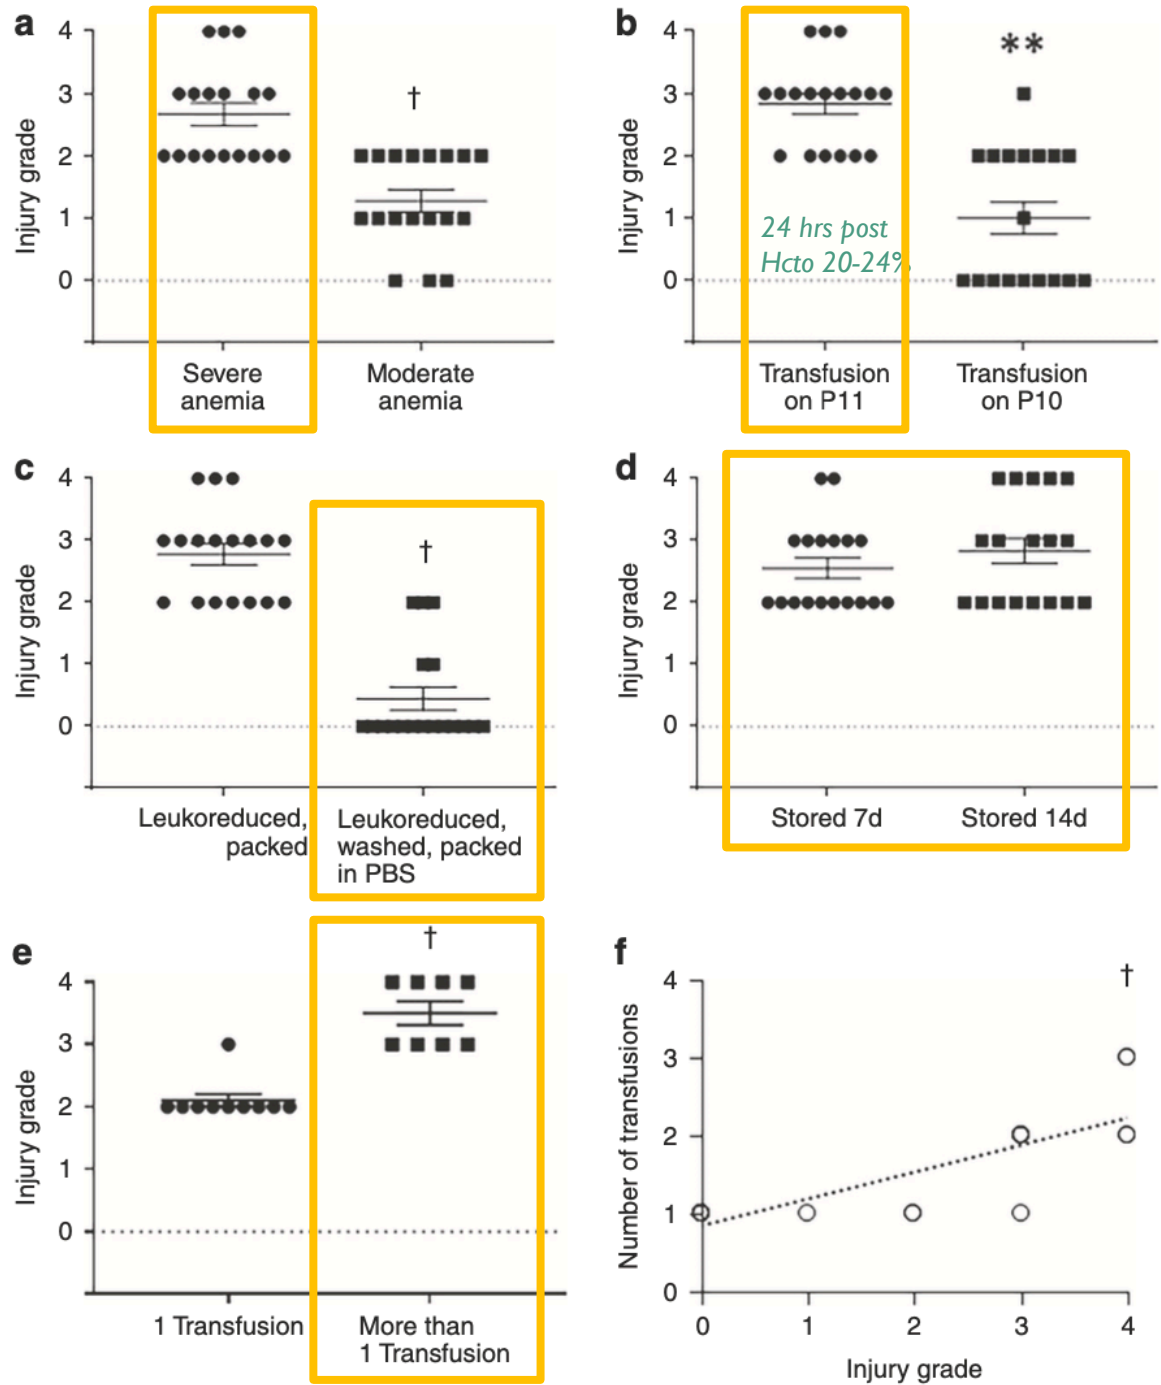 a
4
3
2
1
0
Injury grade
†
Severe
anemia
Moderate
anemia
b
4
3
2
1
0
Injury grade
**
24 hrs post
Hcto 20-24%
Transfusion
on P11
Transfusion
on P10
c
4
3
2
1
0
Injury grade
†
Leukoreduced,
packed
Leukoreduced,
washed, packed
in PBS
d
4
3
2
1
0
Injury grade
Stored 7d
Stored 14d
e
4
3
2
1
0
Injury grade
†
1 Transfusion
More than
1 Transfusion
f
4
3
2
1
0
Number of transfusions
†
0 1 2 3 4
Injury grade